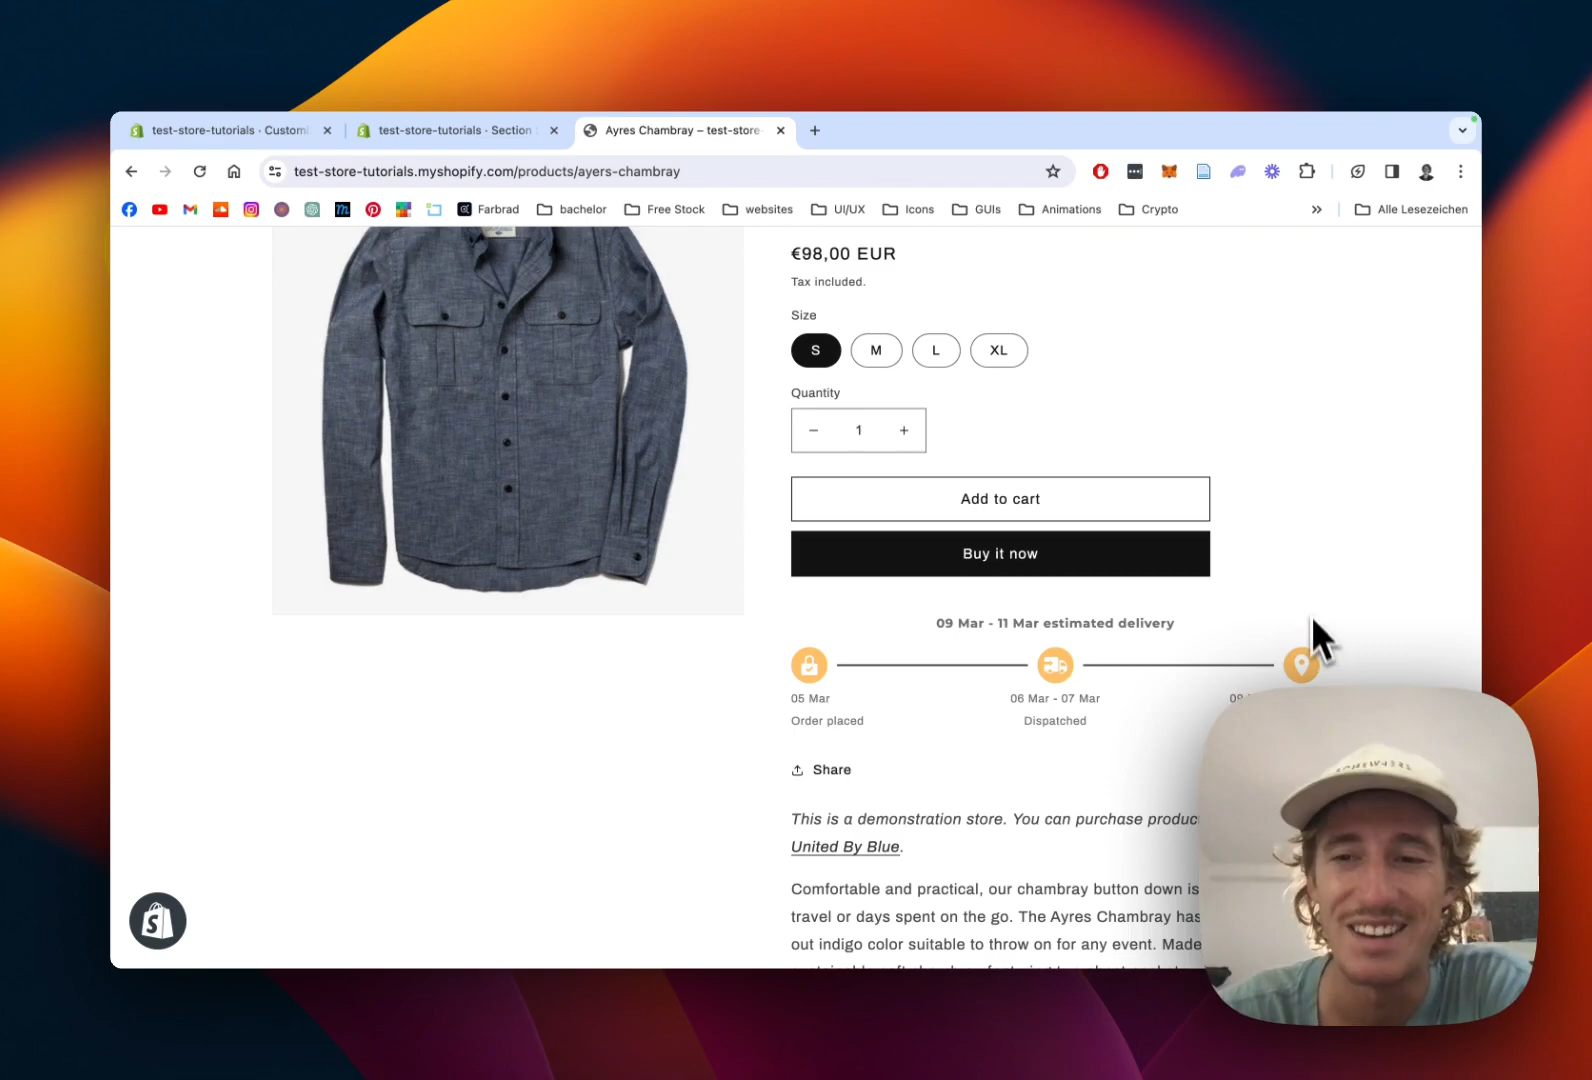 test-store-tutorials · Customi
test-store-tutorials · Section
Ayres Chambray – test-store-
test-store-tutorials.myshopify.com/products/ayers-chambray
Farbrad
bachelor
Free Stock
websites
UI/UX
Icons
GUIs
Animations
Crypto
Alle Lesezeichen
€98,00 EUR
Tax included.
Size
S M L XL
Quantity
− 1 +
Add to cart
Buy it now
09 Mar - 11 Mar estimated delivery
05 Mar
06 Mar - 07 Mar
09
Order placed
Dispatched
Share
This is a demonstration store. You can purchase produc
United By Blue.
Comfortable and practical, our chambray button down is
travel or days spent on the go. The Ayres Chambray has
out indigo color suitable to throw on for any event. Made
SOMEWHERE